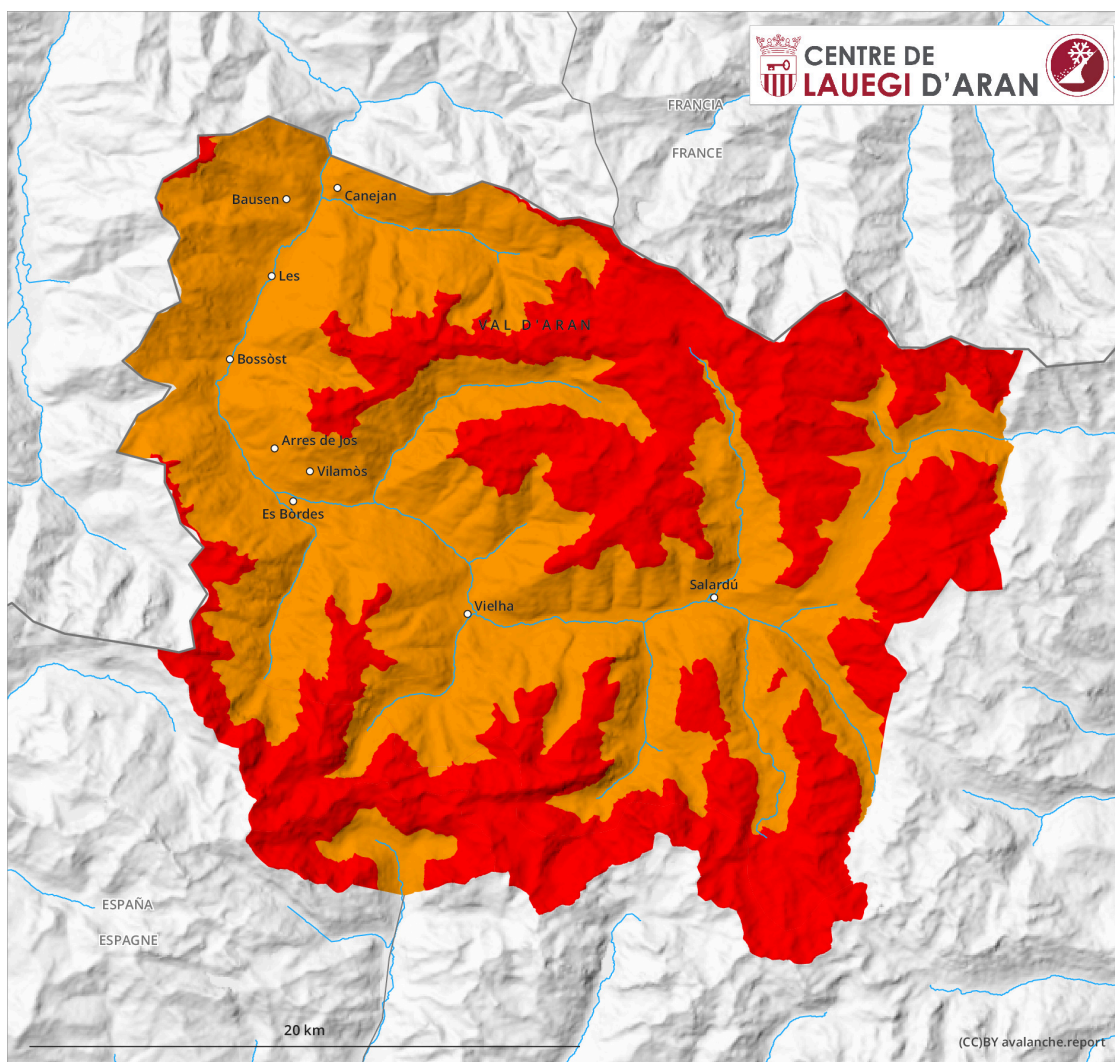 CENTRE DE
LAUEGI D'ARAN
FRANCIA
FRANCE
Bausen
Canejan
Les
VAL D'ARAN
Bossòst
Arres de Jos
Vilamòs
Es Bòrdes
Salardú
Vielha
ESPAÑA
ESPAGNE
20 km
(CC)BY avalanche.report